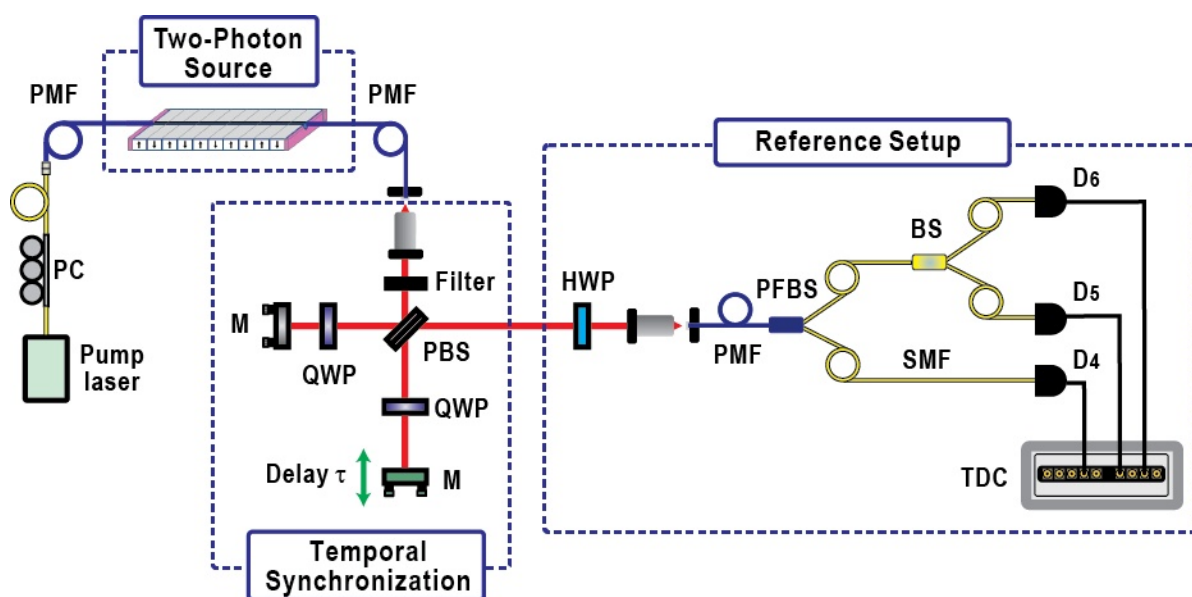 Two-Photon
Source
PMF
PMF
PC
Pump
laser
Filter
M
QWP
PBS
QWP
Delay τ
M
Temporal
Synchronization
Reference Setup
HWP
PMF
PFBS
BS
SMF
D6
D5
D4
TDC